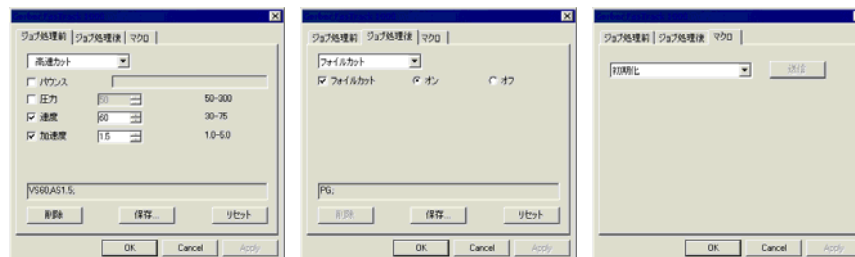 ジョブ処理前 ジョブ処理後 マクロ
高速カット
バウンス
圧力 50 50-300
速度 60 30-75
加速度 1.5 1.0-5.0
VS60,AS1.5;
削除 保存... リセット
OK Cancel Apply
ジョブ処理前 ジョブ処理後 マクロ
フォイルカット
フォイルカット オン オフ
PG;
削除 保存... リセット
OK Cancel Apply
ジョブ処理前 ジョブ処理後 マクロ
初期化 送信
OK Cancel Apply